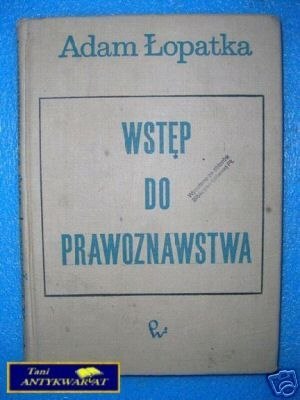 Adam Łopatka
WSTĘP
DO
PRAWOZNAWSTWA
Tani
ANTYKWARIAT